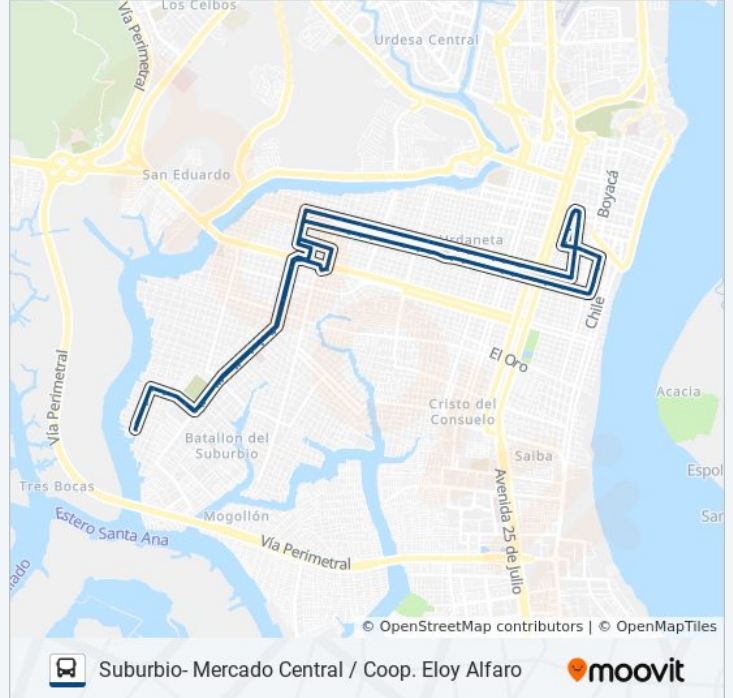 Los Ceibos
Vía Perimetral
Urdesa Central
San Eduardo
Boyacá
Urdaneta
Chile
El Oro
Vía Perimetral
Acacia
Cristo del
Consuelo
Batallon del
Suburbio
Saiba
Espol
Tres Bocas
Avenida 25 de Julio
Mogollón
Estero Santa Ana
Vía Perimetral
© OpenStreetMap contributors | © OpenMapTiles
Suburbio- Mercado Central / Coop. Eloy Alfaro
moovit